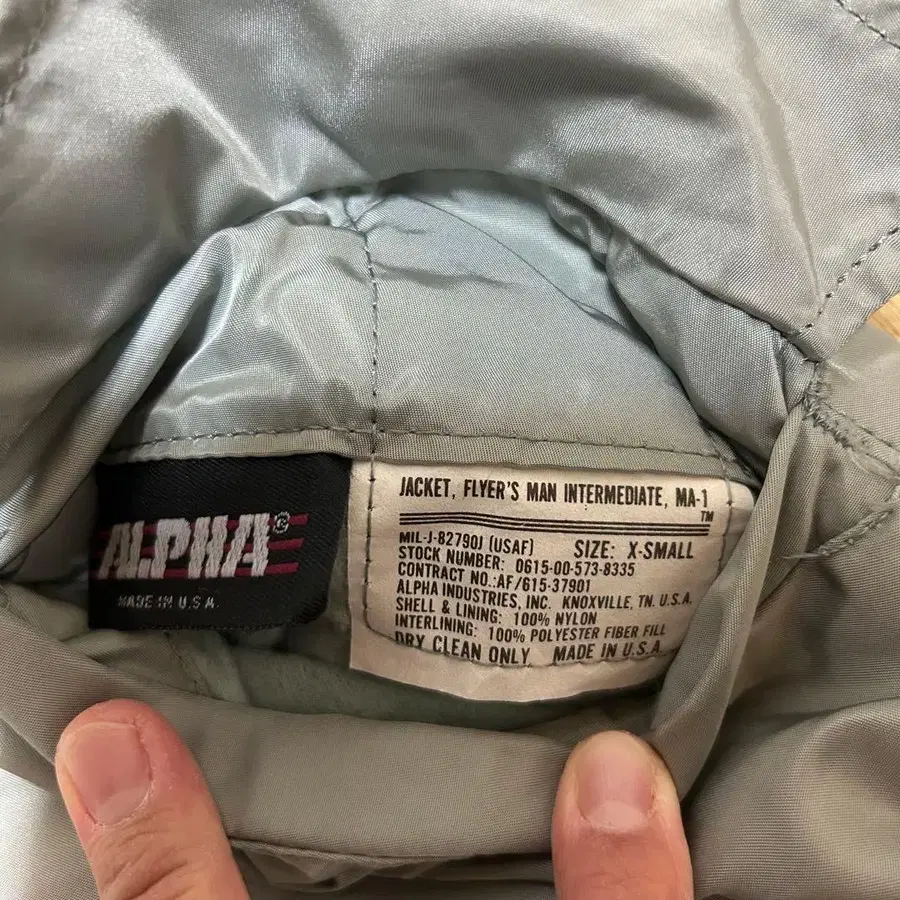 ALPHA®
MADE IN U.S.A.
JACKET, FLYER'S MAN INTERMEDIATE, MA-1
TM
MIL-J-82790J (USAF) SIZE: X-SMALL
STOCK NUMBER: 0615-00-573-8335
CONTRACT NO.:AF/615-37901
ALPHA INDUSTRIES, INC. KNOXVILLE, TN. U.S.A.
SHELL & LINING: 100% NYLON
INTERLINING: 100% POLYESTER FIBER FILL
DRY CLEAN ONLY MADE IN U.S.A.